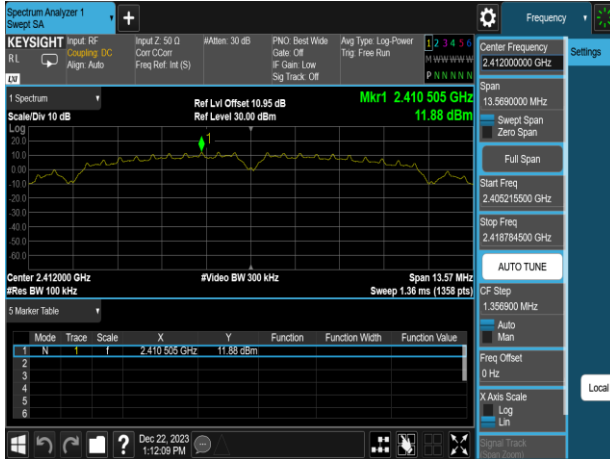 Spectrum Analyzer 1
Swept SA
+
Frequency
KEYSIGHT
RL
Input: RF
Coupling: DC
Align: Auto
Input Z: 50 Ω
Corr CCorr
Freq Ref: Int (S)
#Atten: 30 dB
PNO: Best Wide
Gate: Off
IF Gain: Low
Sig Track: Off
Avg Type: Log-Power
Trig: Free Run
1 2 3 4 5 6
M W W W W W
P N N N N N
LXI
1 Spectrum
Scale/Div 10 dB
Log
Ref Lvl Offset 10.95 dB
Ref Level 30.00 dBm
Mkr1 2.410 505 GHz
11.88 dBm
1
20.0
10.0
0.00
-10.0
-20.0
-30.0
-40.0
-50.0
-60.0
Center 2.412000 GHz
#Res BW 100 kHz
#Video BW 300 kHz
Span 13.57 MHz
Sweep 1.36 ms (1358 pts)
5 Marker Table
Mode Trace Scale X Y Function Function Width Function Value
1 N 1 f 2.410 505 GHz 11.88 dBm
2
3
4
5
6
Center Frequency
2.412000000 GHz
Settings
Span
13.5690000 MHz
Swept Span
Zero Span
Full Span
Start Freq
2.405215500 GHz
Stop Freq
2.418784500 GHz
AUTO TUNE
CF Step
1.356900 MHz
Auto
Man
Freq Offset
0 Hz
X Axis Scale
Log
Lin
Local
Signal Track
(Span Zoom)
?
Dec 22, 2023
1:12:09 PM